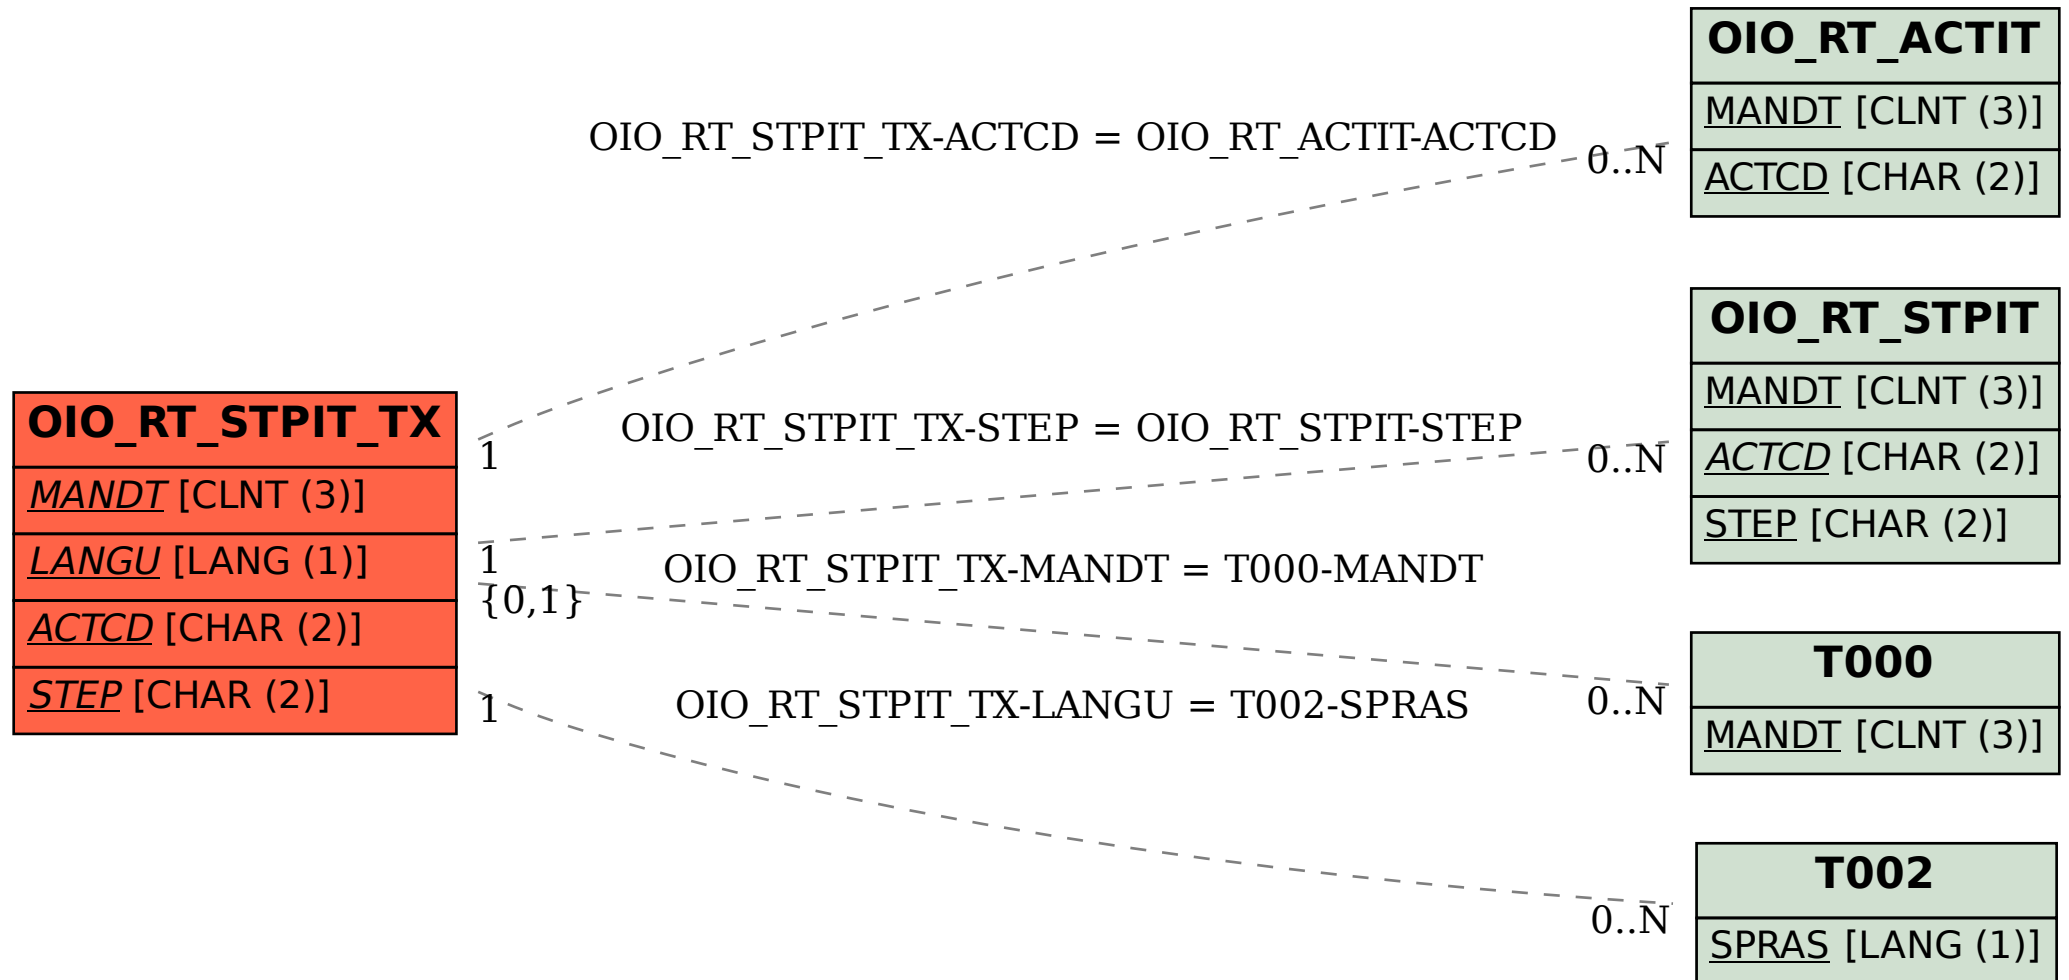 OIO_RT_STPIT_TX
MANDT [CLNT (3)]
LANGU [LANG (1)]
ACTCD [CHAR (2)]
STEP [CHAR (2)]
OIO_RT_STPIT_TX-ACTCD = OIO_RT_ACTIT-ACTCD
1
0..N
OIO_RT_STPIT_TX-STEP = OIO_RT_STPIT-STEP
1
0..N
OIO_RT_STPIT_TX-MANDT = T000-MANDT
{0,1}
0..N
OIO_RT_STPIT_TX-LANGU = T002-SPRAS
1
0..N
OIO_RT_ACTIT
MANDT [CLNT (3)]
ACTCD [CHAR (2)]
OIO_RT_STPIT
MANDT [CLNT (3)]
ACTCD [CHAR (2)]
STEP [CHAR (2)]
T000
MANDT [CLNT (3)]
T002
SPRAS [LANG (1)]